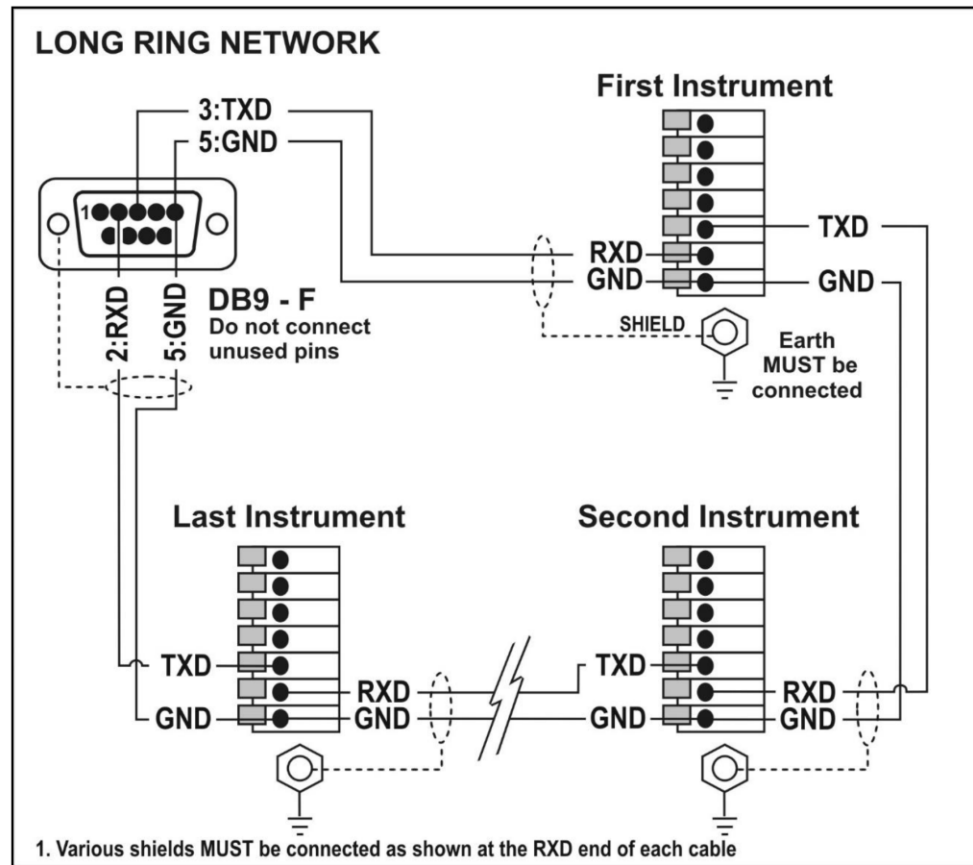 LONG RING NETWORK
First Instrument
3:TXD
5:GND
1
TXD
RXD
GND
GND
SHIELD
Earth
MUST be
connected
DB9 - F
Do not connect
unused pins
2:RXD
5:GND
Last Instrument
Second Instrument
TXD
RXD
GND
GND
TXD
RXD
GND
GND
1. Various shields MUST be connected as shown at the RXD end of each cable